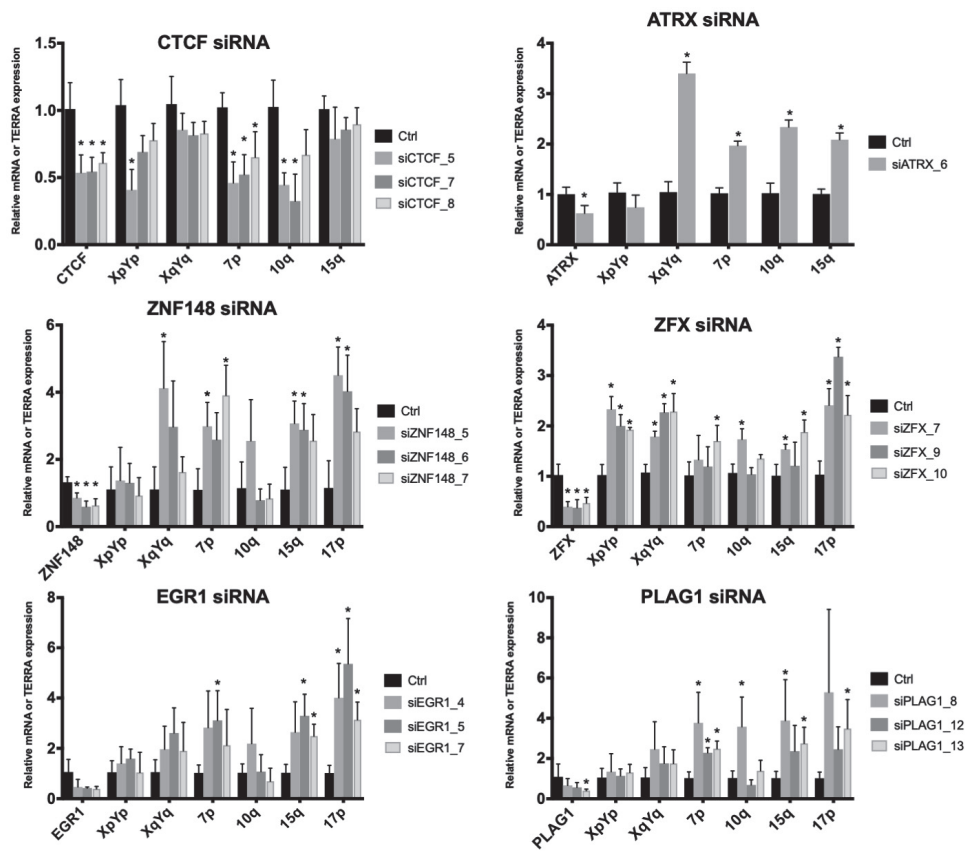 CTCF siRNA
Relative mRNA or TERRA expression
1.5
1.0
0.5
0.0
* * * * * * * * *
CTCF
XpYp
XqYq
7p
10q
15q
Ctrl
siCTCF_5
siCTCF_7
siCTCF_8
ATRX siRNA
Relative mRNA or TERRA expression
4
3
2
1
0
* * * * *
ATRX
XpYp
XqYq
7p
10q
15q
Ctrl
siATRX_6
ZNF148 siRNA
Relative mRNA or TERRA expression
6
4
2
0
* * * * * * * * * *
ZNF148
XpYp
XqYq
7p
10q
15q
17p
Ctrl
siZNF148_5
siZNF148_6
siZNF148_7
ZFX siRNA
Relative mRNA or TERRA expression
4
3
2
1
0
* * * * * * * * * * * * * * * *
ZFX
XpYp
XqYq
7p
10q
15q
17p
Ctrl
siZFX_7
siZFX_9
siZFX_10
EGR1 siRNA
Relative mRNA or TERRA expression
8
6
4
2
0
* * * * * *
EGR1
XpYp
XqYq
7p
10q
15q
17p
Ctrl
siEGR1_4
siEGR1_5
siEGR1_7
PLAG1 siRNA
Relative mRNA or TERRA expression
10
8
6
4
2
0
* * * * * * * *
PLAG1
XpYp
XqYq
7p
10q
15q
17p
Ctrl
siPLAG1_8
siPLAG1_12
siPLAG1_13